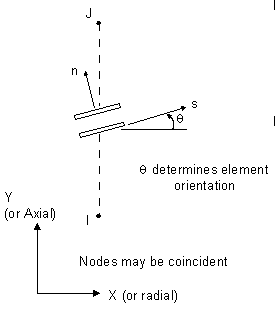 J
n
s
θ
θ determines element
orientation
Y
(or Axial)
I
Nodes may be coincident
X (or radial)